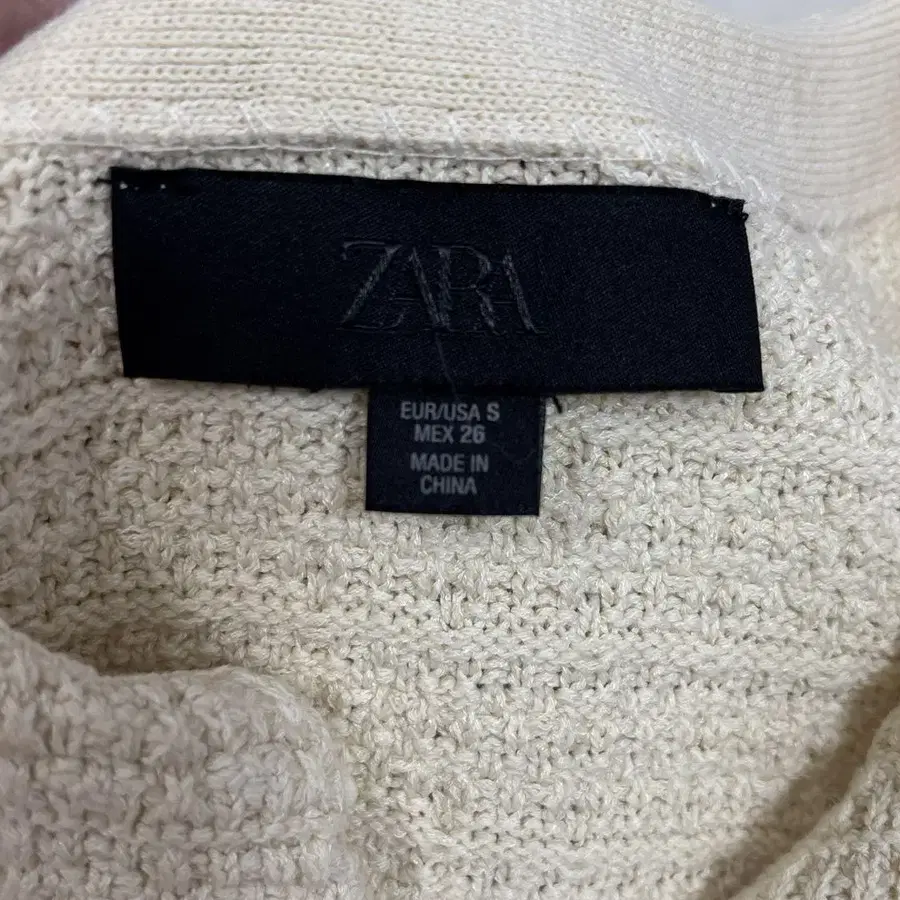 ZARA
EUR/USA S
MEX 26
MADE IN
CHINA